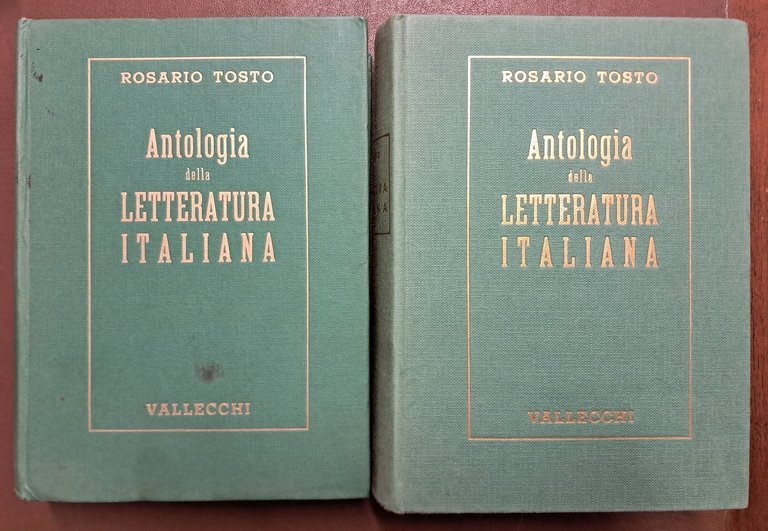 ROSARIO TOSTO
Antologia
della
LETTERATURA
ITALIANA
VALLECCHI
ROSARIO TOSTO
Antologia
della
LETTERATURA
ITALIANA
VALLECCHI